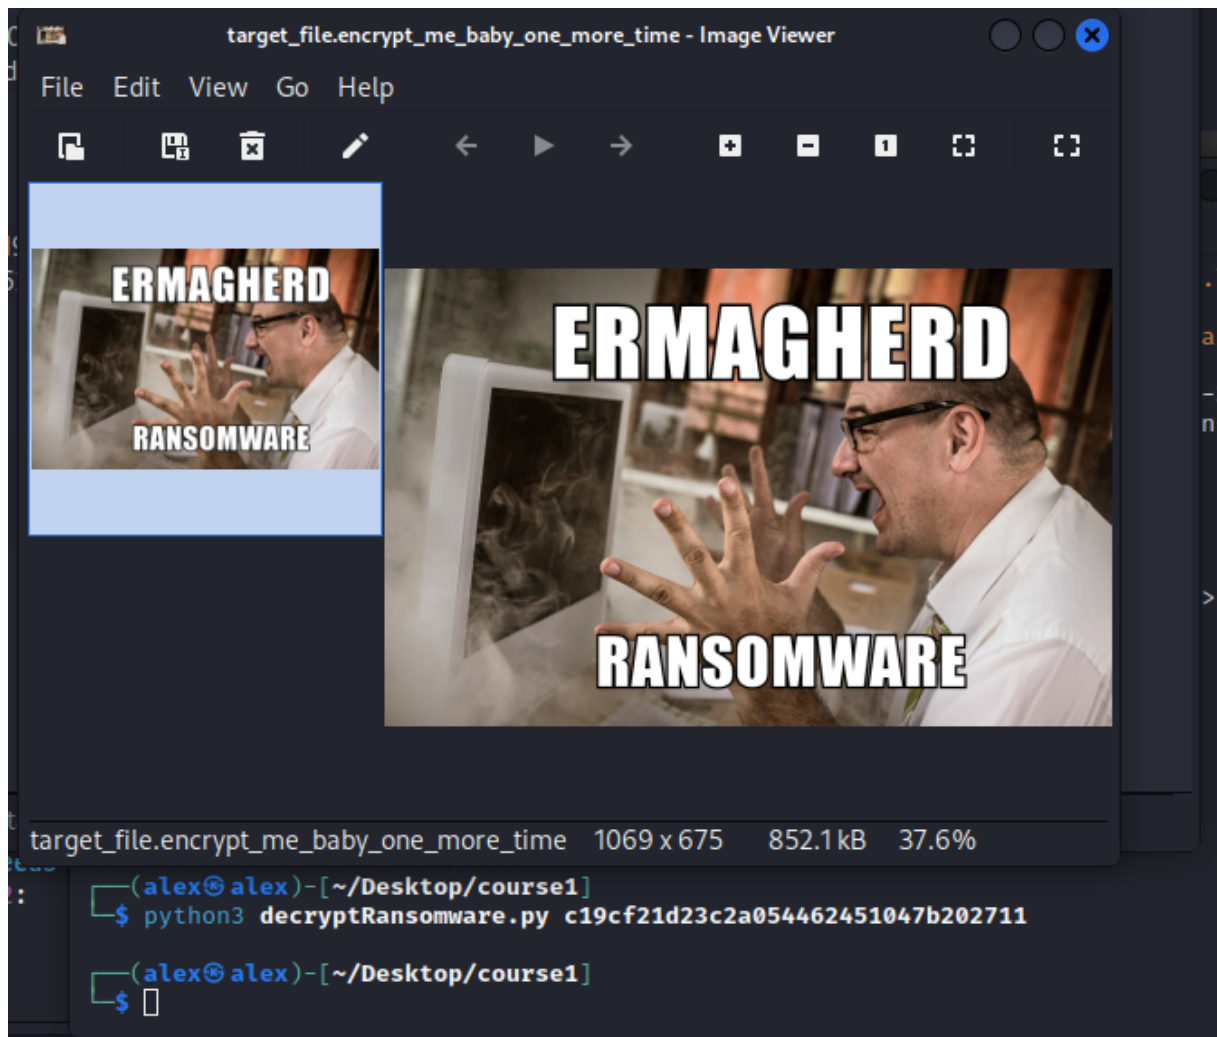 target_file.encrypt_me_baby_one_more_time - Image Viewer
File Edit View Go Help
1
ERMAGHERD
RANSOMWARE
ERMAGHERD
RANSOMWARE
target_file.encrypt_me_baby_one_more_time 1069 x 675 852.1 kB 37.6%
(alex㉿alex)-[~/Desktop/course1]
$ python3 decryptRansomware.py c19cf21d23c2a054462451047b202711
(alex㉿alex)-[~/Desktop/course1]
$